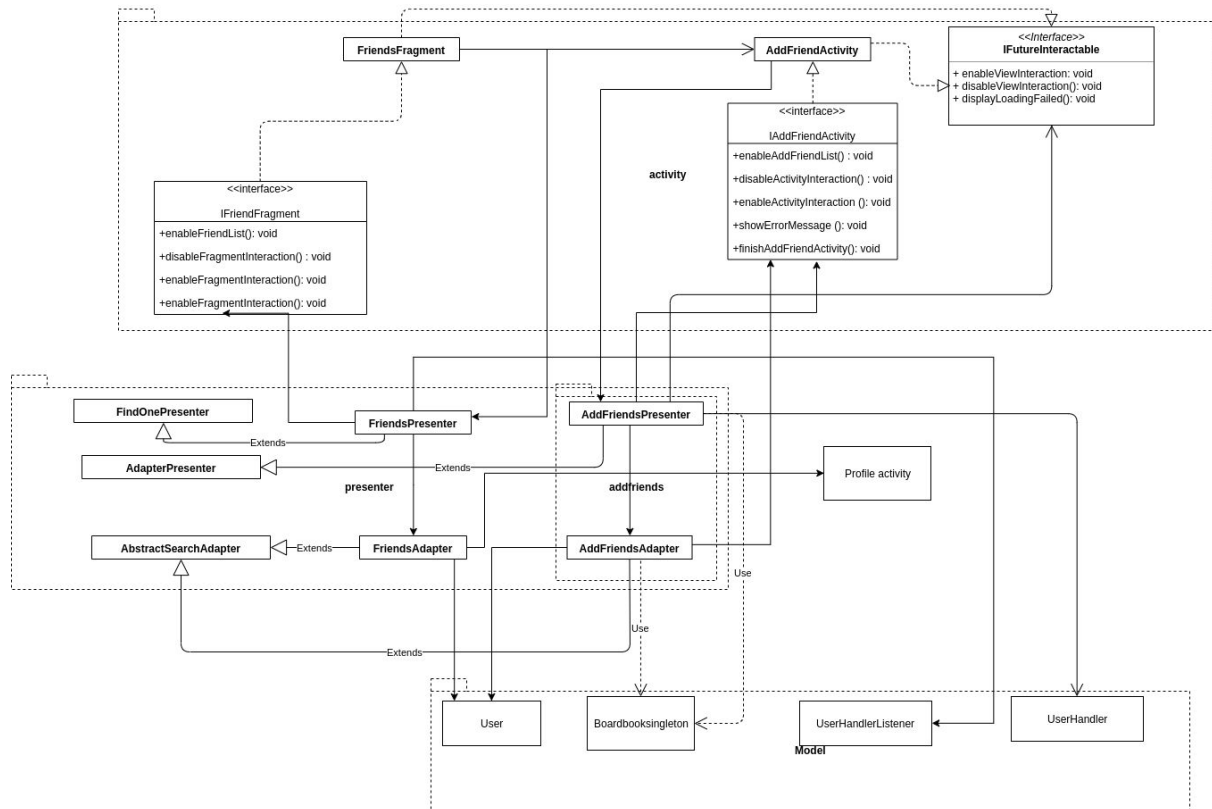 FriendsFragment
AddFriendActivity
<<Interface>>
IFutureInteractable
+ enableViewInteraction: void
+ disableViewInteraction(): void
+ displayLoadingFailed(): void
<<interface>>
IAddFriendActivity
+enableAddFriendList() : void
+disableActivityInteraction() : void
+enableActivityInteraction (): void
+showErrorMessage (): void
+finishAddFriendActivity(): void
activity
<<interface>>
IFriendFragment
+enableFriendList(): void
+disableFragmentInteraction() : void
+enableFragmentInteraction(): void
+enableFragmentInteraction(): void
FindOnePresenter
FriendsPresenter
AddFriendsPresenter
Extends
AdapterPresenter
Extends
Profile activity
presenter
addfriends
AbstractSearchAdapter
Extends
FriendsAdapter
AddFriendsAdapter
Use
Use
Extends
User
Boardbooksingleton
UserHandlerListener
UserHandler
Model